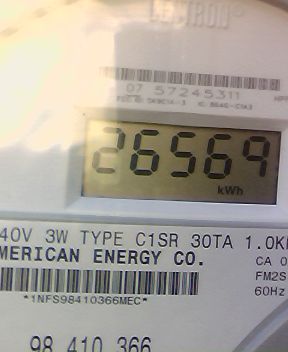 LECTRON®
07 57245311
26569
kWh
40V 3W TYPE C1SR 30TA 1.0K
MERICAN ENERGY CO.
CA 0
FM2S
*1NFS98410366MEC*
60Hz
98 410 366